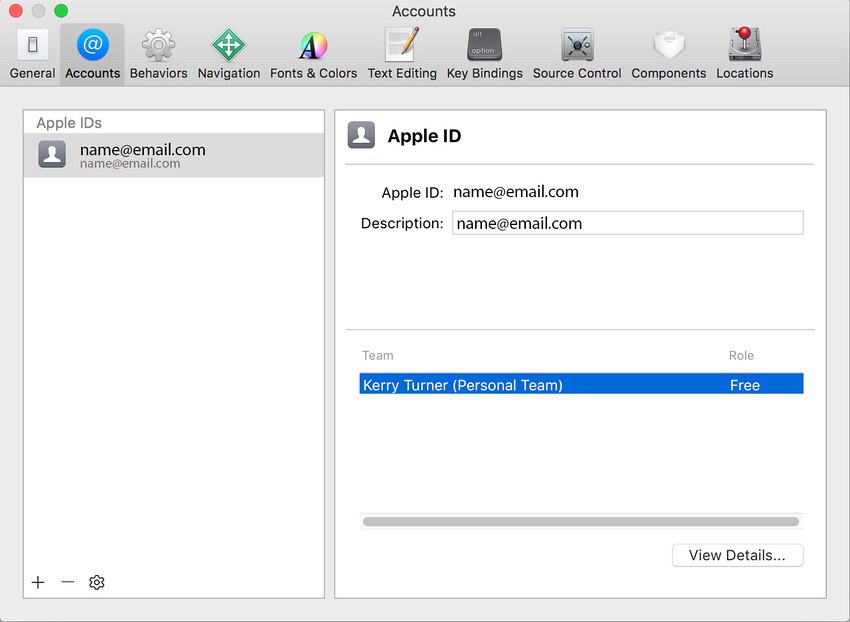 Accounts
General Accounts Behaviors Navigation Fonts & Colors Text Editing alt option Key Bindings Source Control Components Locations
Apple IDs
name@email.com
name@email.com
Apple ID
Apple ID: name@email.com
Description: name@email.com
Team Role
Kerry Turner (Personal Team) Free
View Details...